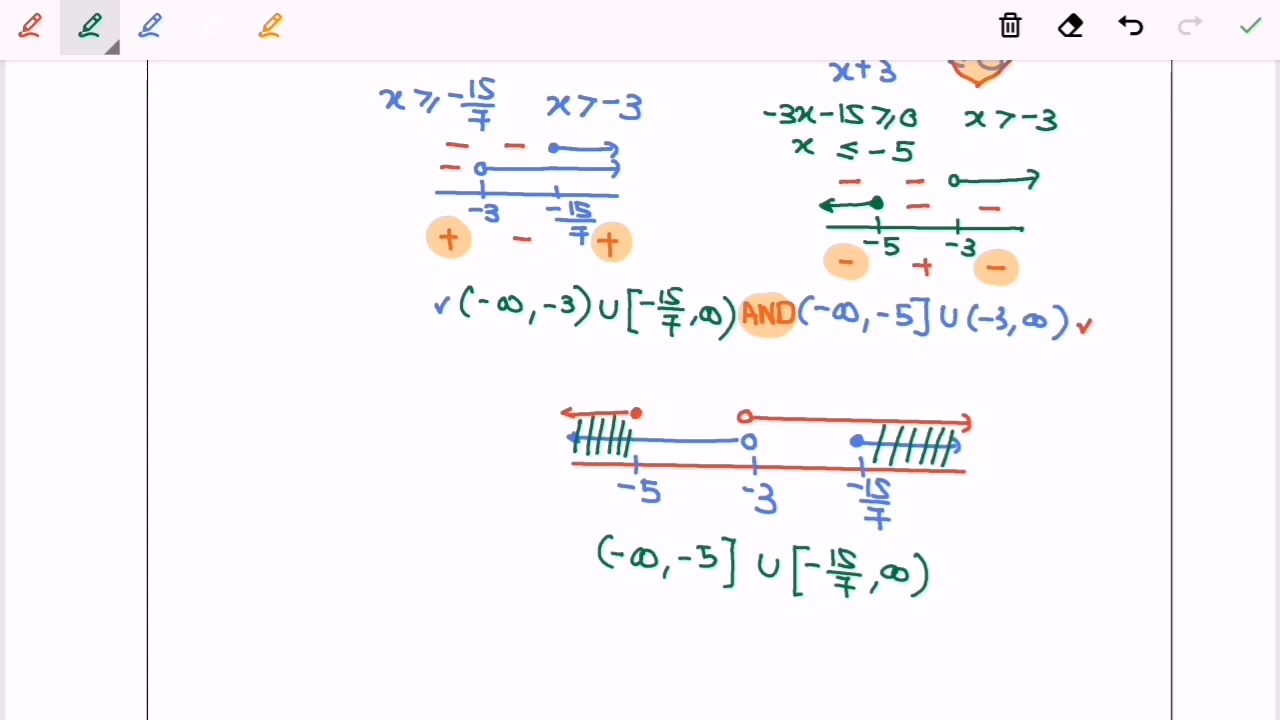 x + 3
x ≥ -15/7 x > -3
-3x - 15 ≥ 0 x > -3
x ≤ -5
- -
-
-3 -15/7
+ - +
- -
- -
-5 -3
- + -
✓ (-∞, -3) ∪ [-15/7, ∞) AND (-∞, -5] ∪ (-3, ∞) ✓
-5 -3 -15/7
(-∞, -5] ∪ [-15/7, ∞)